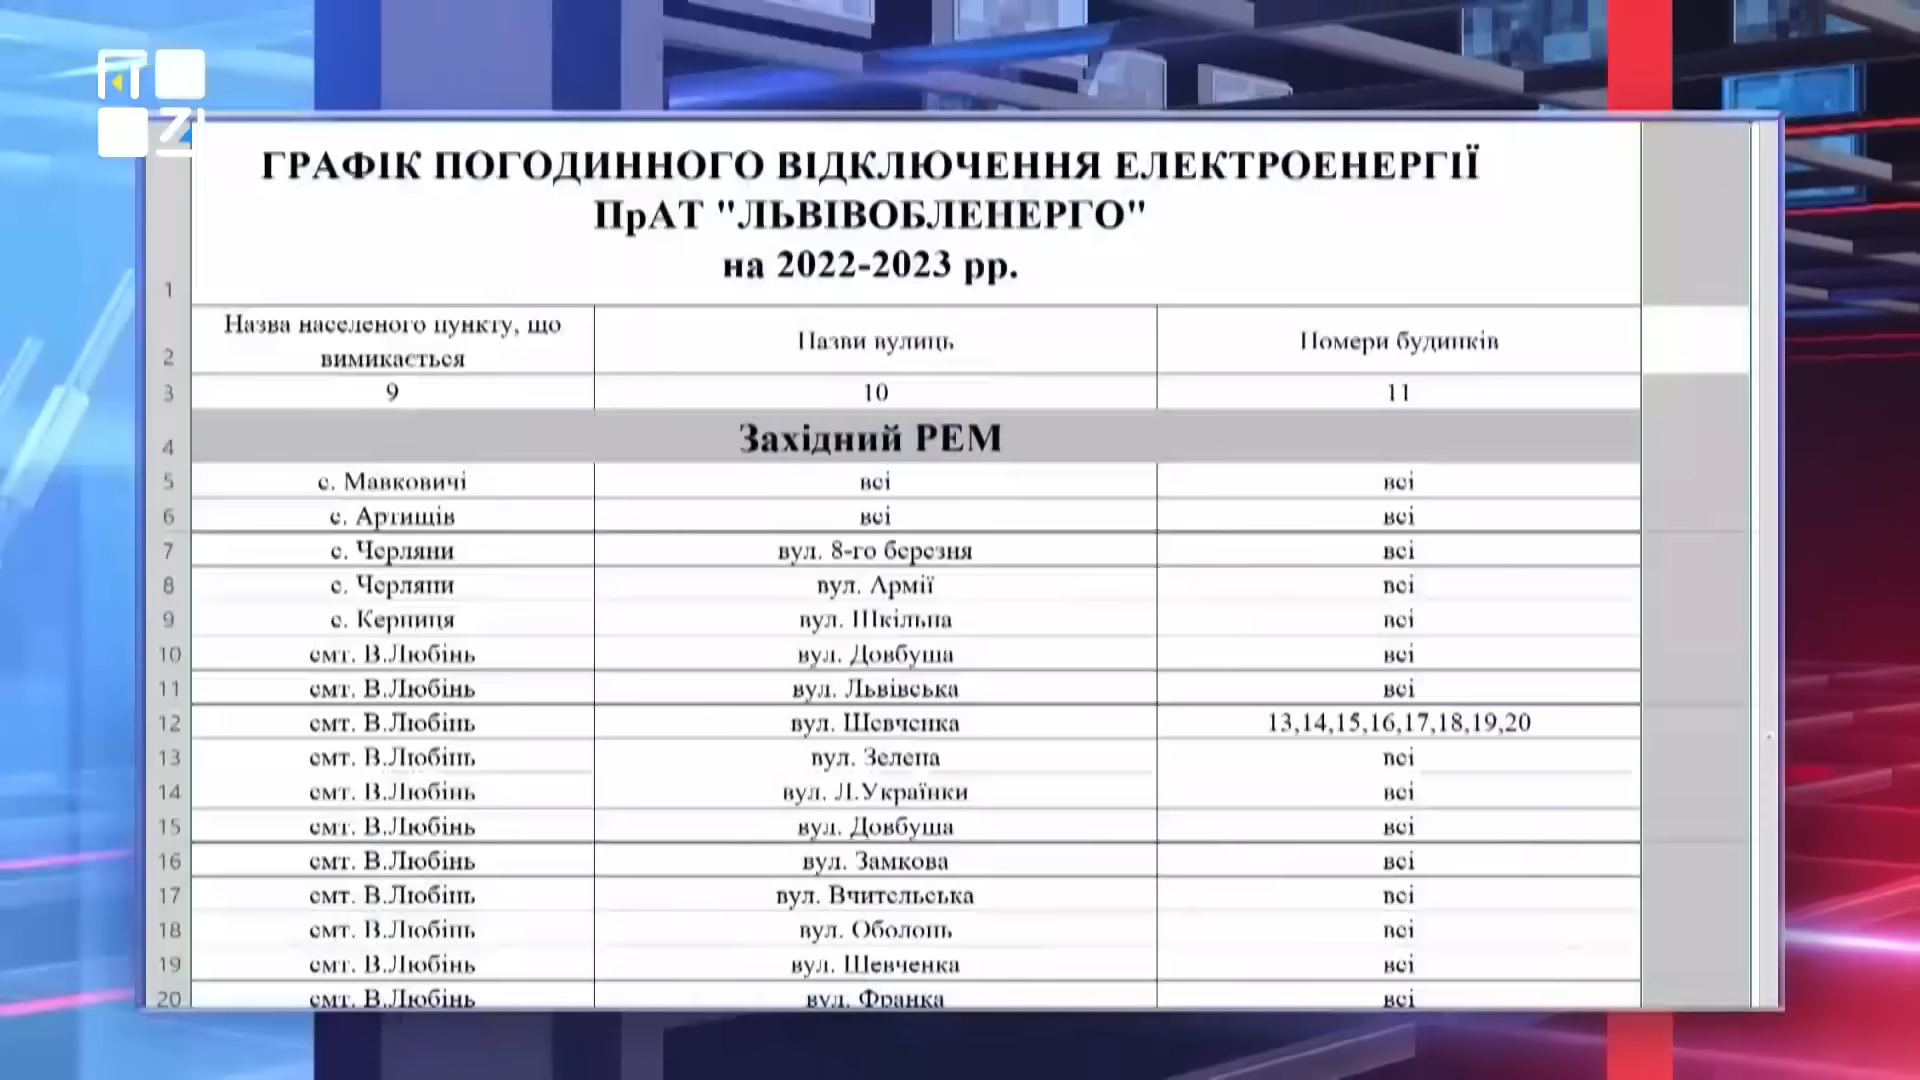 ГРАФІК ПОГОДИННОГО ВІДКЛЮЧЕННЯ ЕЛЕКТРОЕНЕРГІЇ
ПрАТ "ЛЬВІВОБЛЕНЕРГО"
на 2022-2023 рр.
1
Назва населеного пункту, що
вимикається
Назви вулиць
Номери будинків
2
3 9 10 11
4 Західний РЕМ
5 с. Мавковичі всі всі
6 с. Артищів всі всі
7 с. Черляни вул. 8-го березня всі
8 с. Черляни вул. Армії всі
9 с. Керниця вул. Шкільна всі
10 смт. В.Любінь вул. Довбуша всі
11 смт. В.Любінь вул. Львівська всі
12 смт. В.Любінь вул. Шевченка 13,14,15,16,17,18,19,20
13 смт. В.Любінь вул. Зелена всі
14 смт. В.Любінь вул. Л.Українки всі
15 смт. В.Любінь вул. Довбуша всі
16 смт. В.Любінь вул. Замкова всі
17 смт. В.Любінь вул. Вчительська всі
18 смт. В.Любінь вул. Оболонь всі
19 смт. В.Любінь вул. Шевченка всі
20 смт. В.Любінь вул. Франка всі